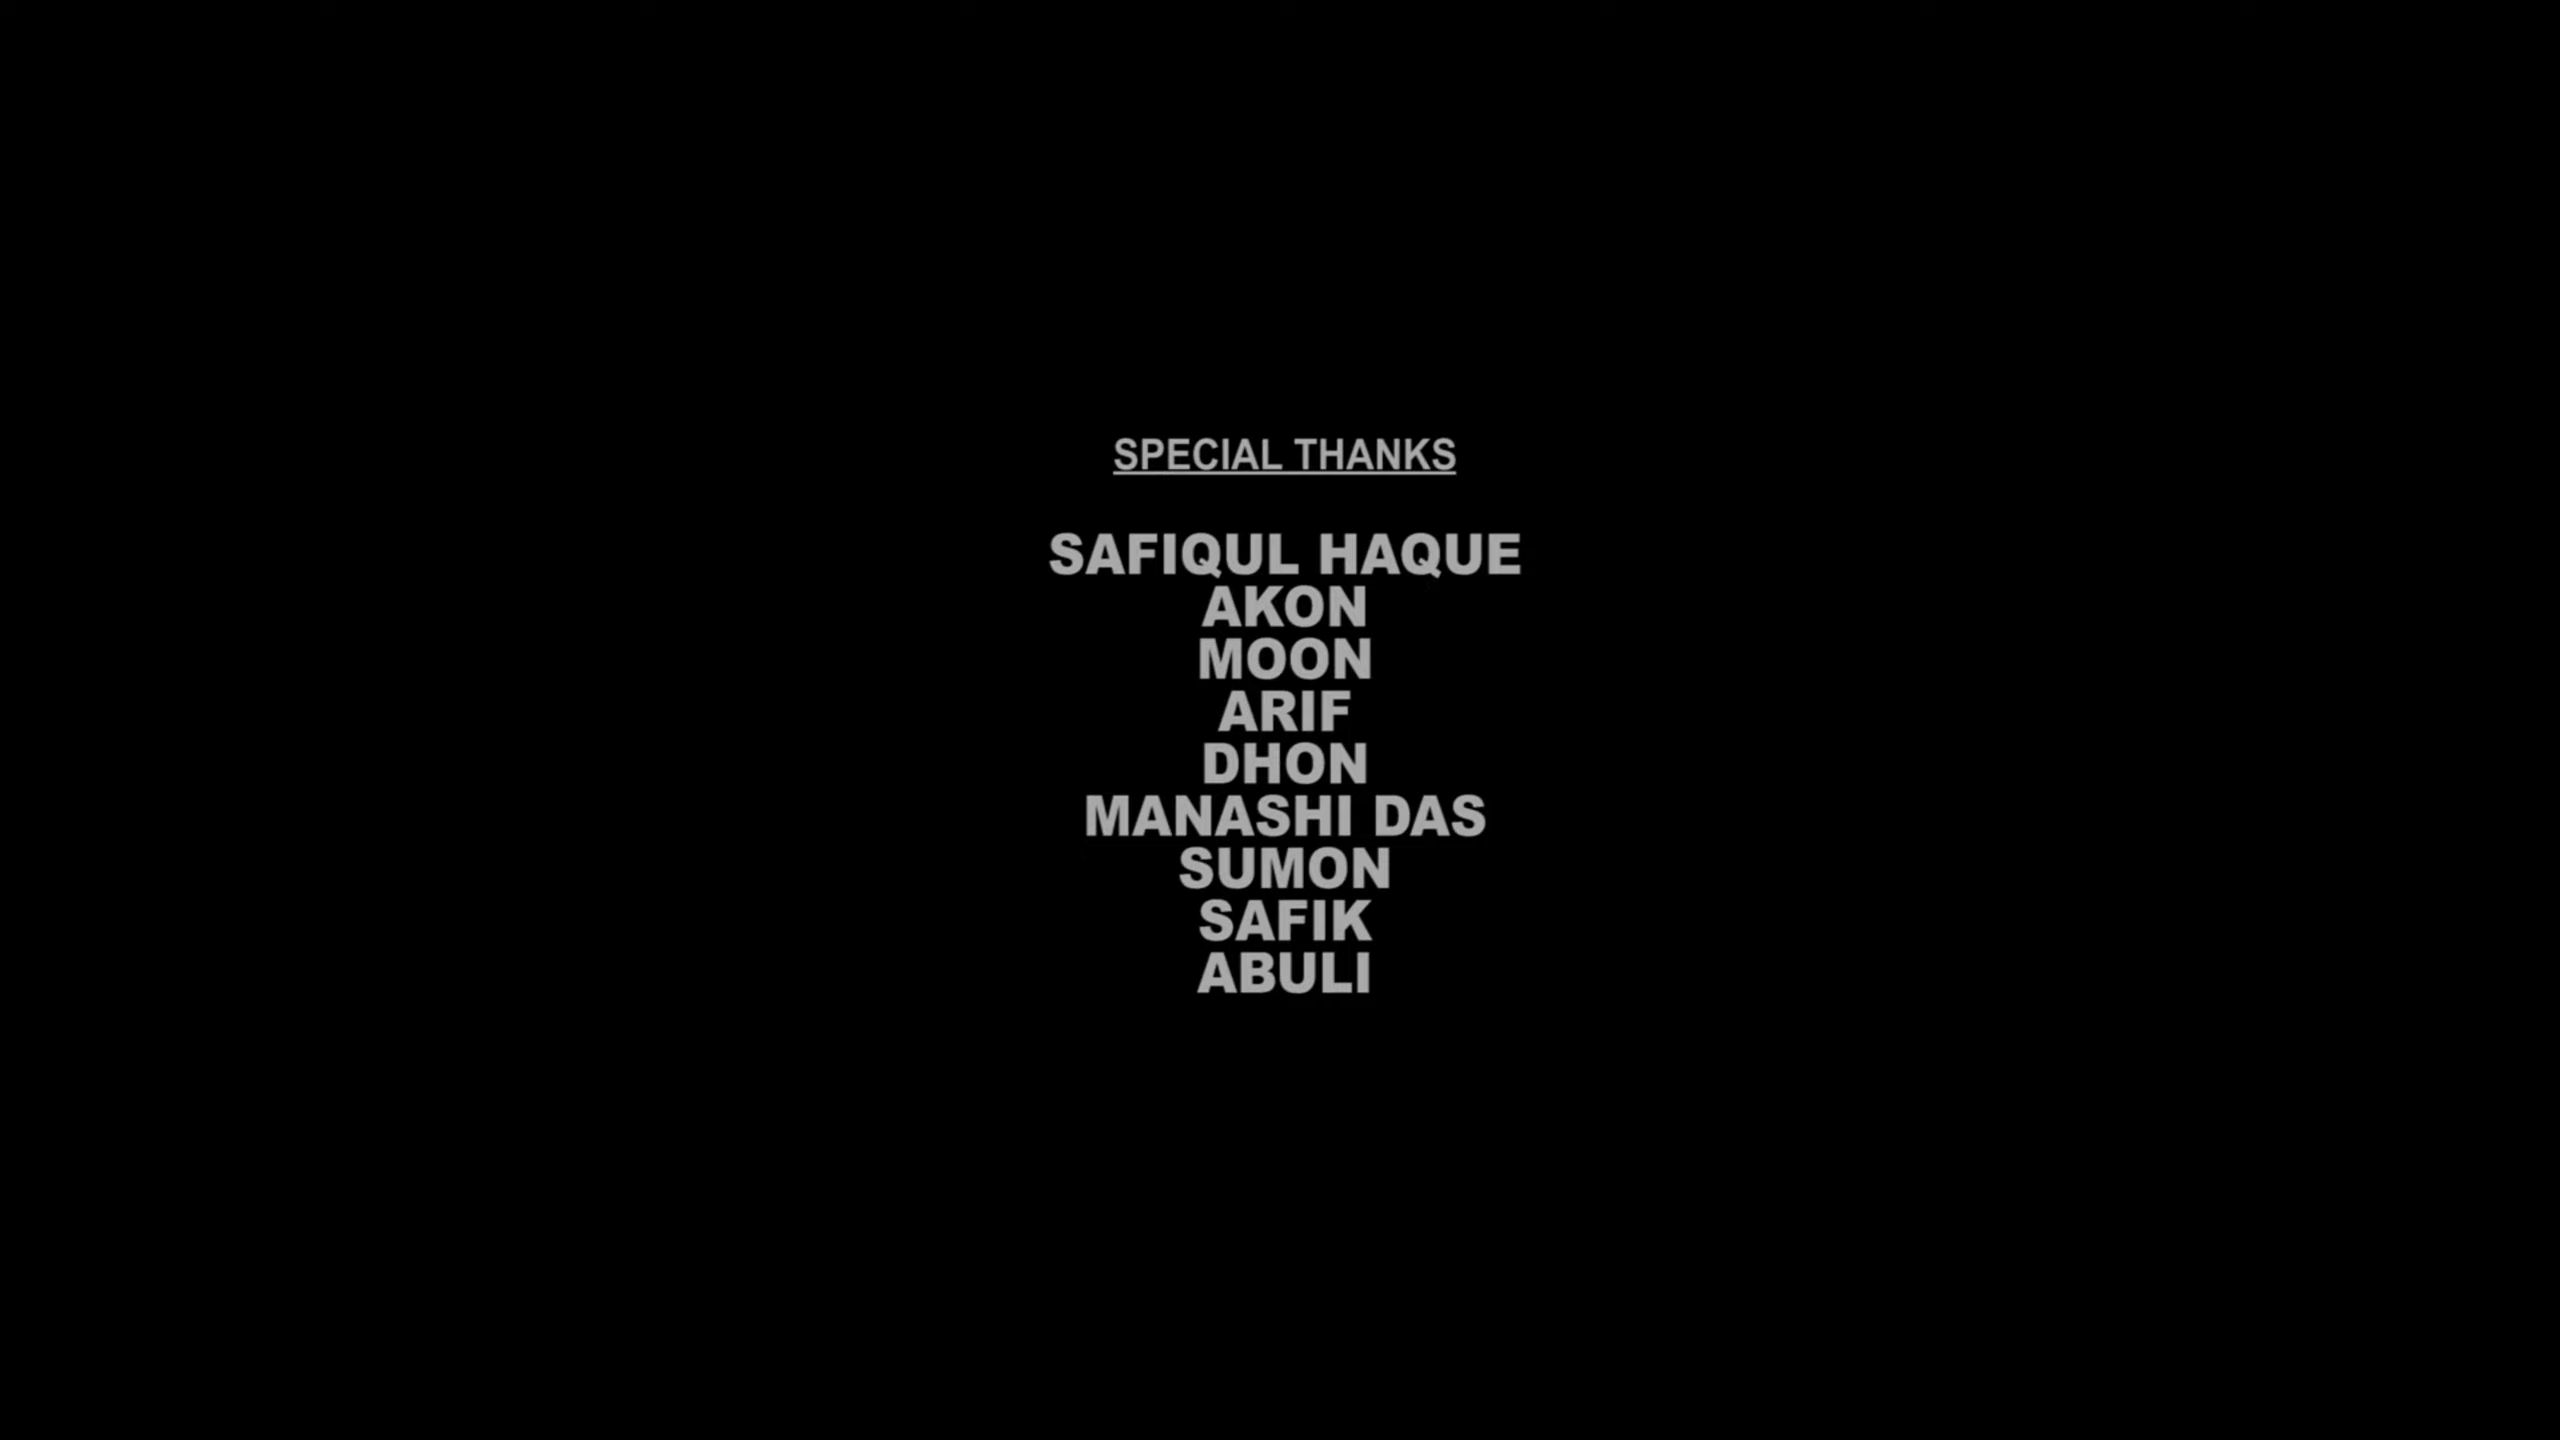 SPECIAL THANKS
SAFIQUL HAQUE
AKON
MOON
ARIF
DHON
MANASHI DAS
SUMON
SAFIK
ABULI